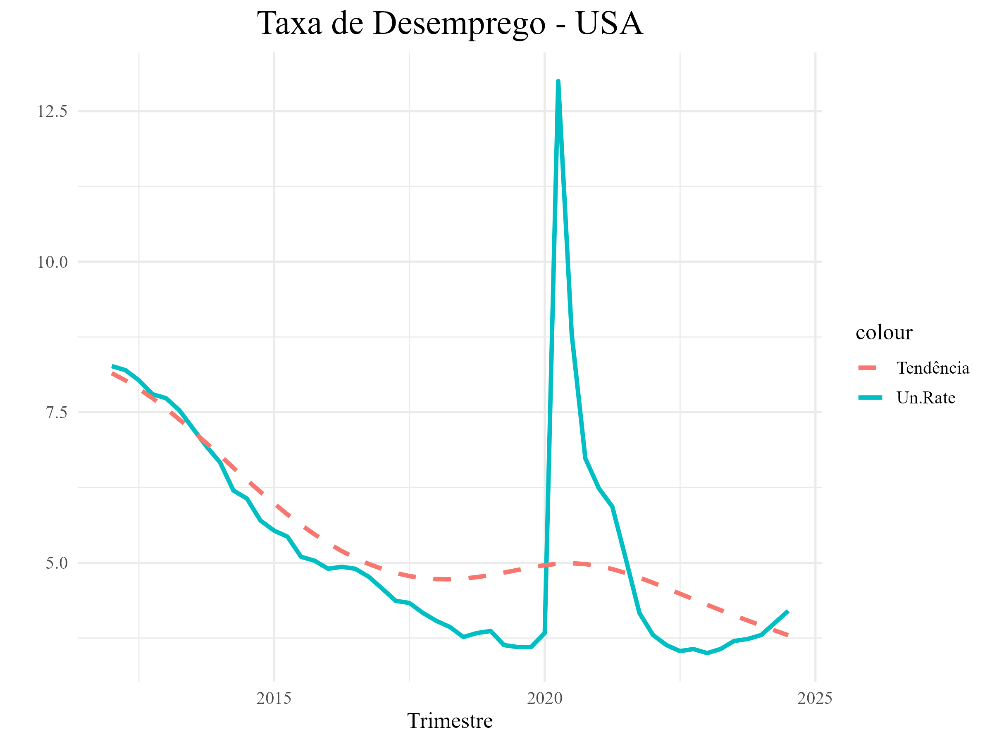 Taxa de Desemprego - USA
12.5
10.0
7.5
5.0
2015
2020
2025
Trimestre
colour
Tendência
Un.Rate